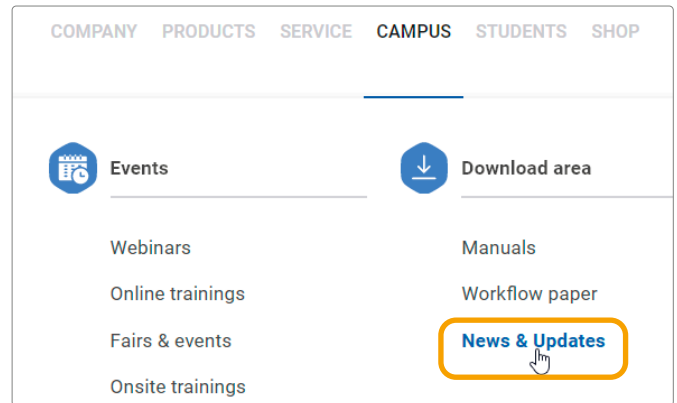 COMPANY PRODUCTS SERVICE CAMPUS STUDENTS SHOP
Events
Webinars
Online trainings
Fairs & events
Onsite trainings
Download area
Manuals
Workflow paper
News & Updates